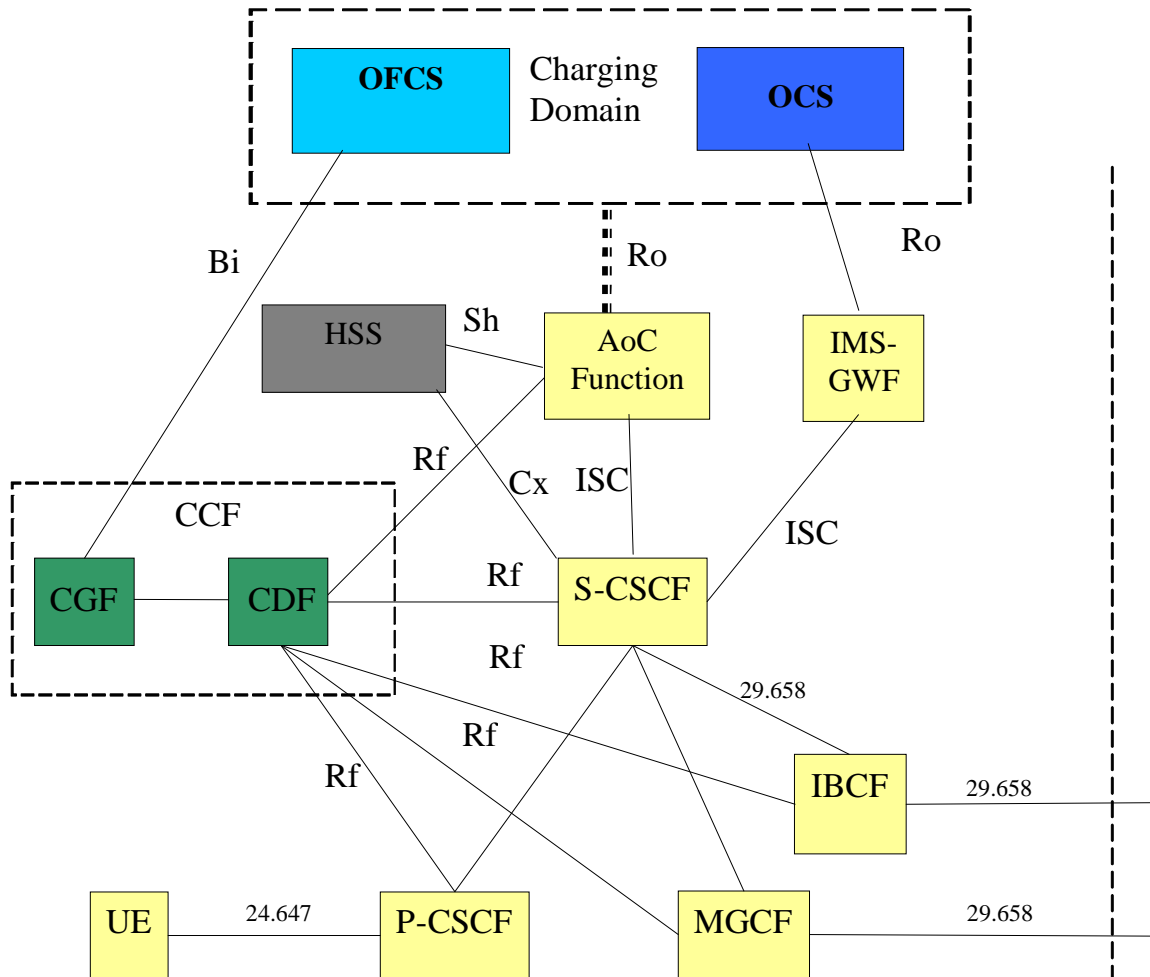 OFCS
Charging
Domain
OCS
Bi
Ro
Ro
HSS
Sh
AoC
Function
IMS-
GWF
Rf
Cx
ISC
ISC
CCF
CGF
CDF
Rf
S-CSCF
Rf
29.658
Rf
Rf
IBCF
29.658
UE
24.647
P-CSCF
MGCF
29.658